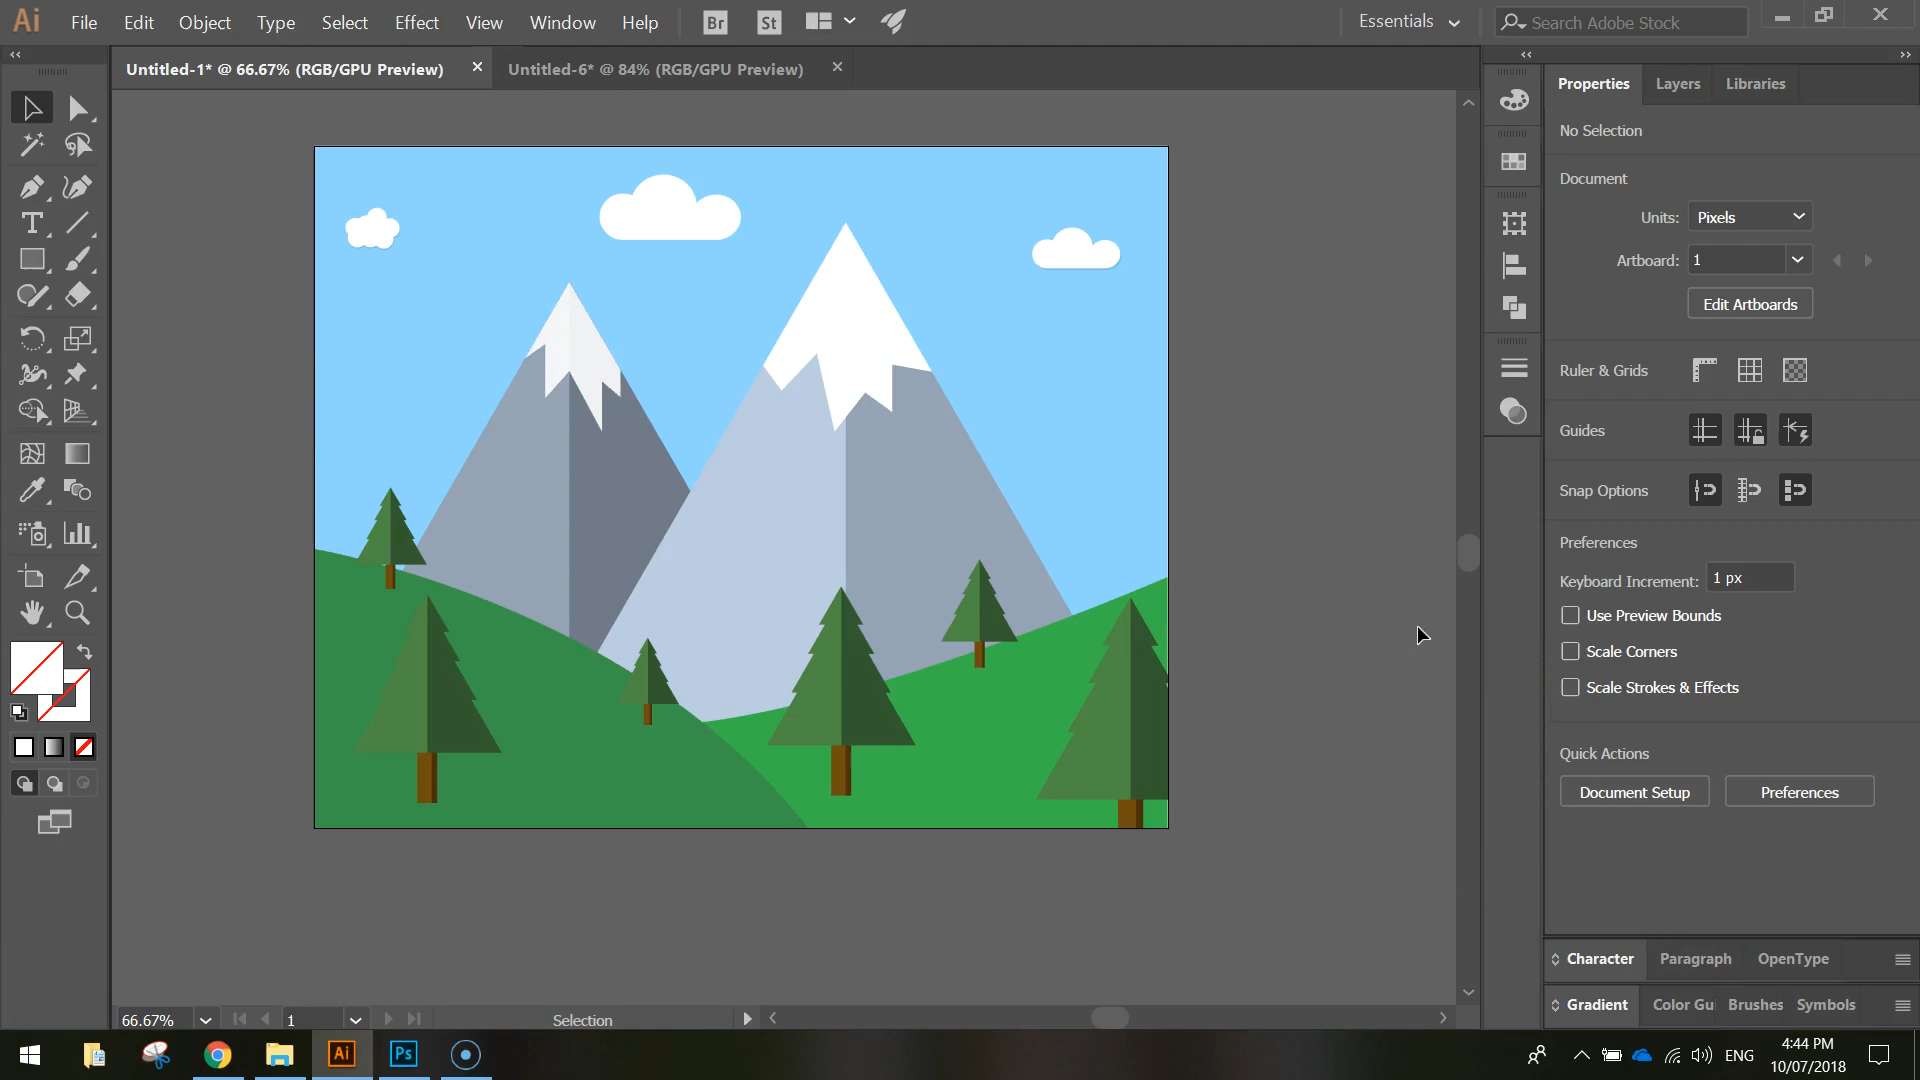 Ai File Edit Object Type Select Effect View Window Help Br St Essentials Search Adobe Stock
Untitled-1* @ 66.67% (RGB/GPU Preview) Untitled-6* @ 84% (RGB/GPU Preview)
Properties Layers Libraries
No Selection
Document
Units: Pixels
Artboard: 1
Edit Artboards
Ruler & Grids
Guides
Snap Options
Preferences
Keyboard Increment: 1 px
Use Preview Bounds
Scale Corners
Scale Strokes & Effects
Quick Actions
Document Setup Preferences
Character Paragraph OpenType
Gradient Color Gui Brushes Symbols
66.67% 1 Selection
Ai Ps ENG
4:44 PM
10/07/2018